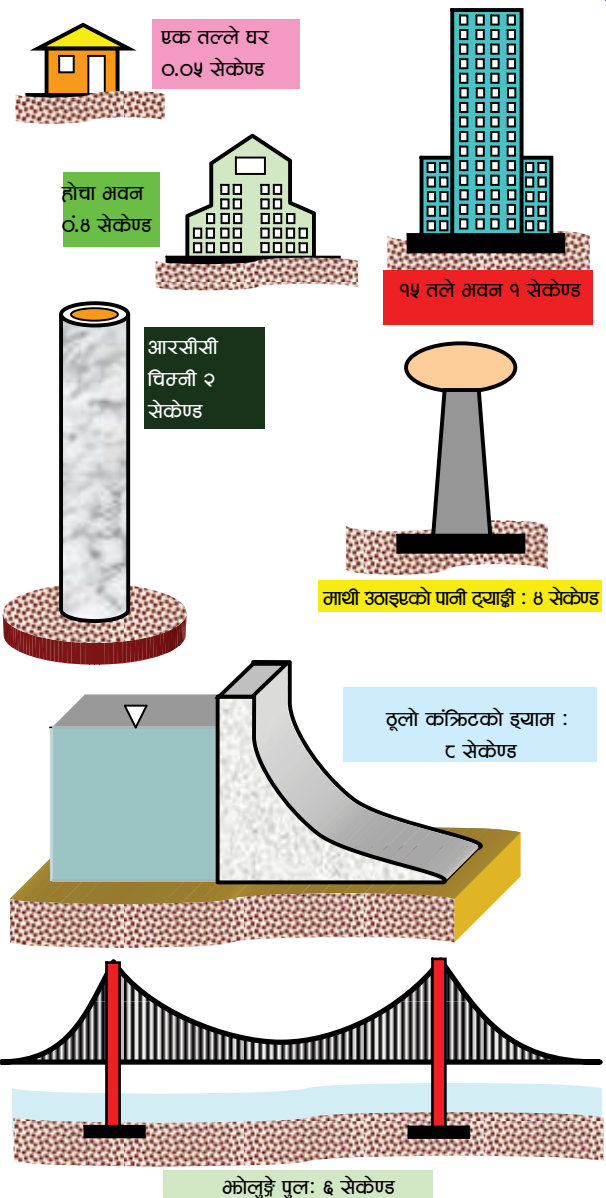 एक तल्ले घर
०.०५ सेकेण्ड
होचा भवन
०.४ सेकेण्ड
१५ तले भवन १ सेकेण्ड
आरसीसी
चिम्नी २
सेकेण्ड
माथी उठाइएको पानी ट्याङ्की : ४ सेकेण्ड
ठूलो कंक्रिटको ड्याम :
८ सेकेण्ड
झोलुङ्गे पुल: ६ सेकेण्ड